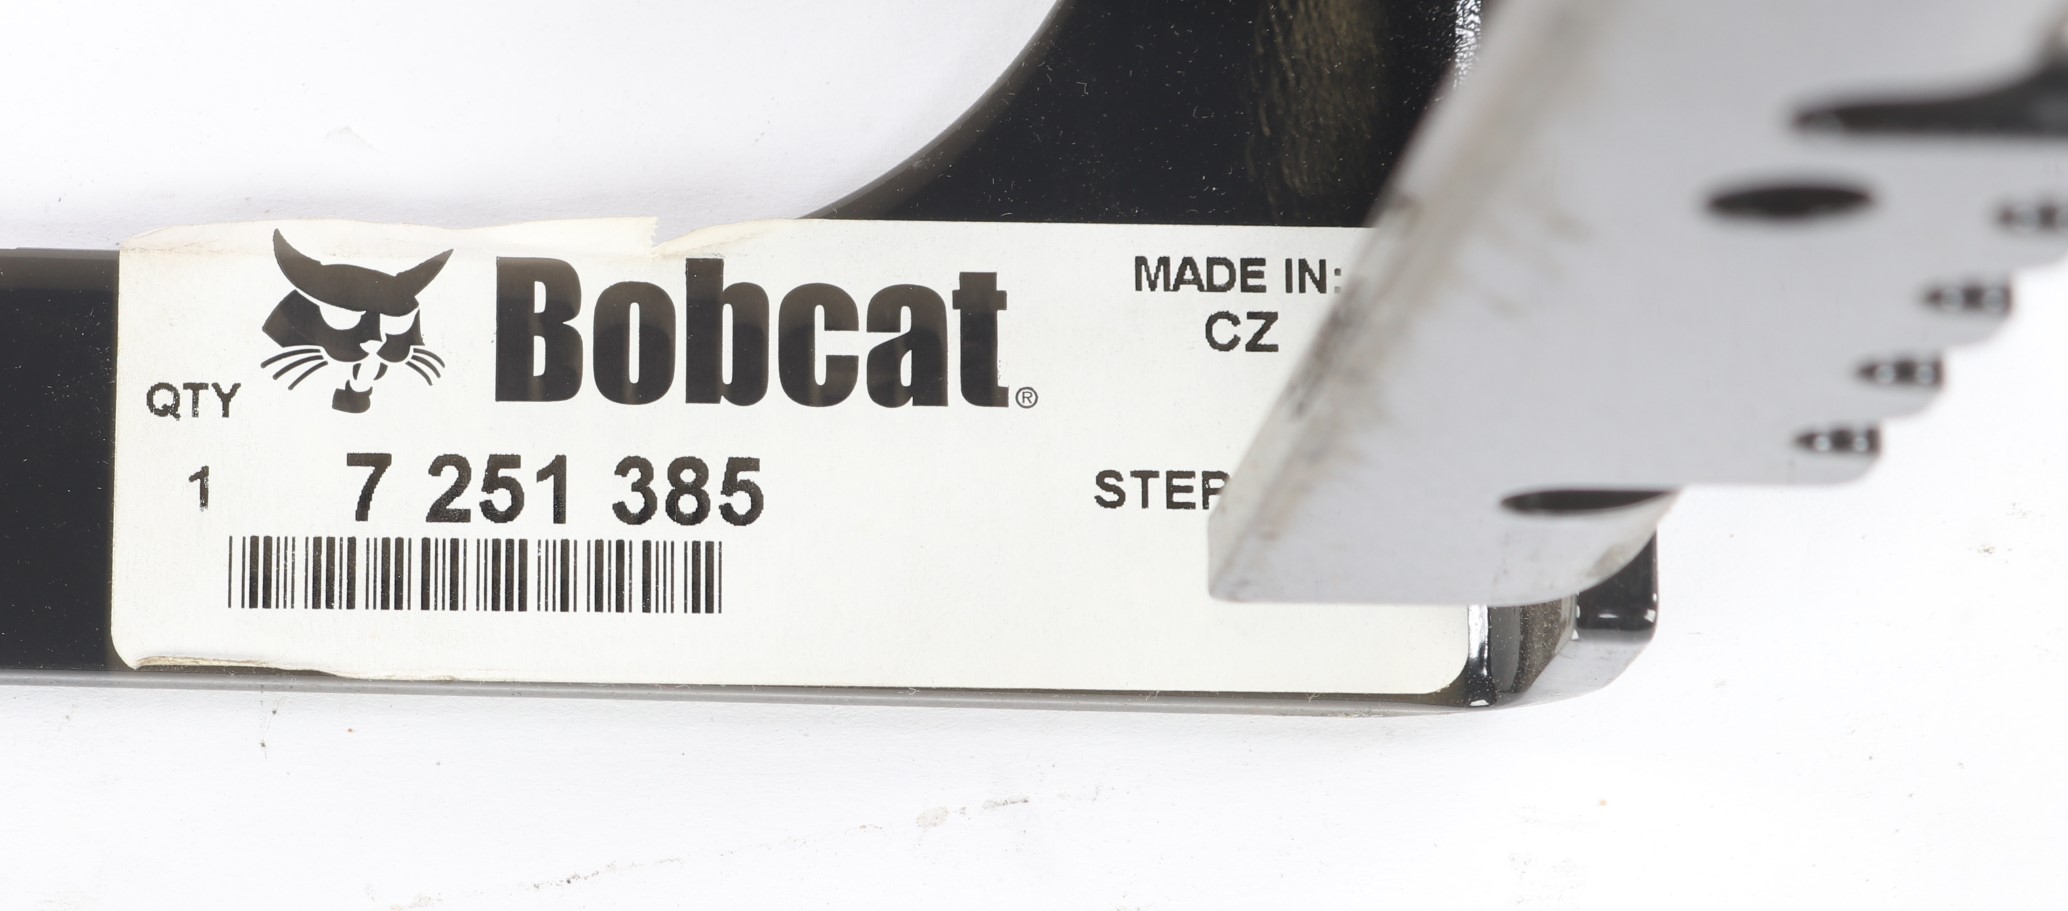 Bobcat®
MADE IN:
CZ
QTY
1 7 251 385
STEP